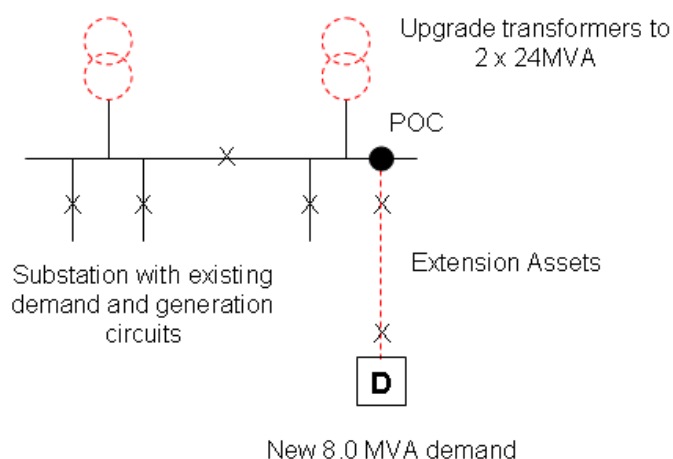 Upgrade transformers to
2 x 24MVA
POC
Substation with existing
demand and generation
circuits
Extension Assets
D
New 8.0 MVA demand